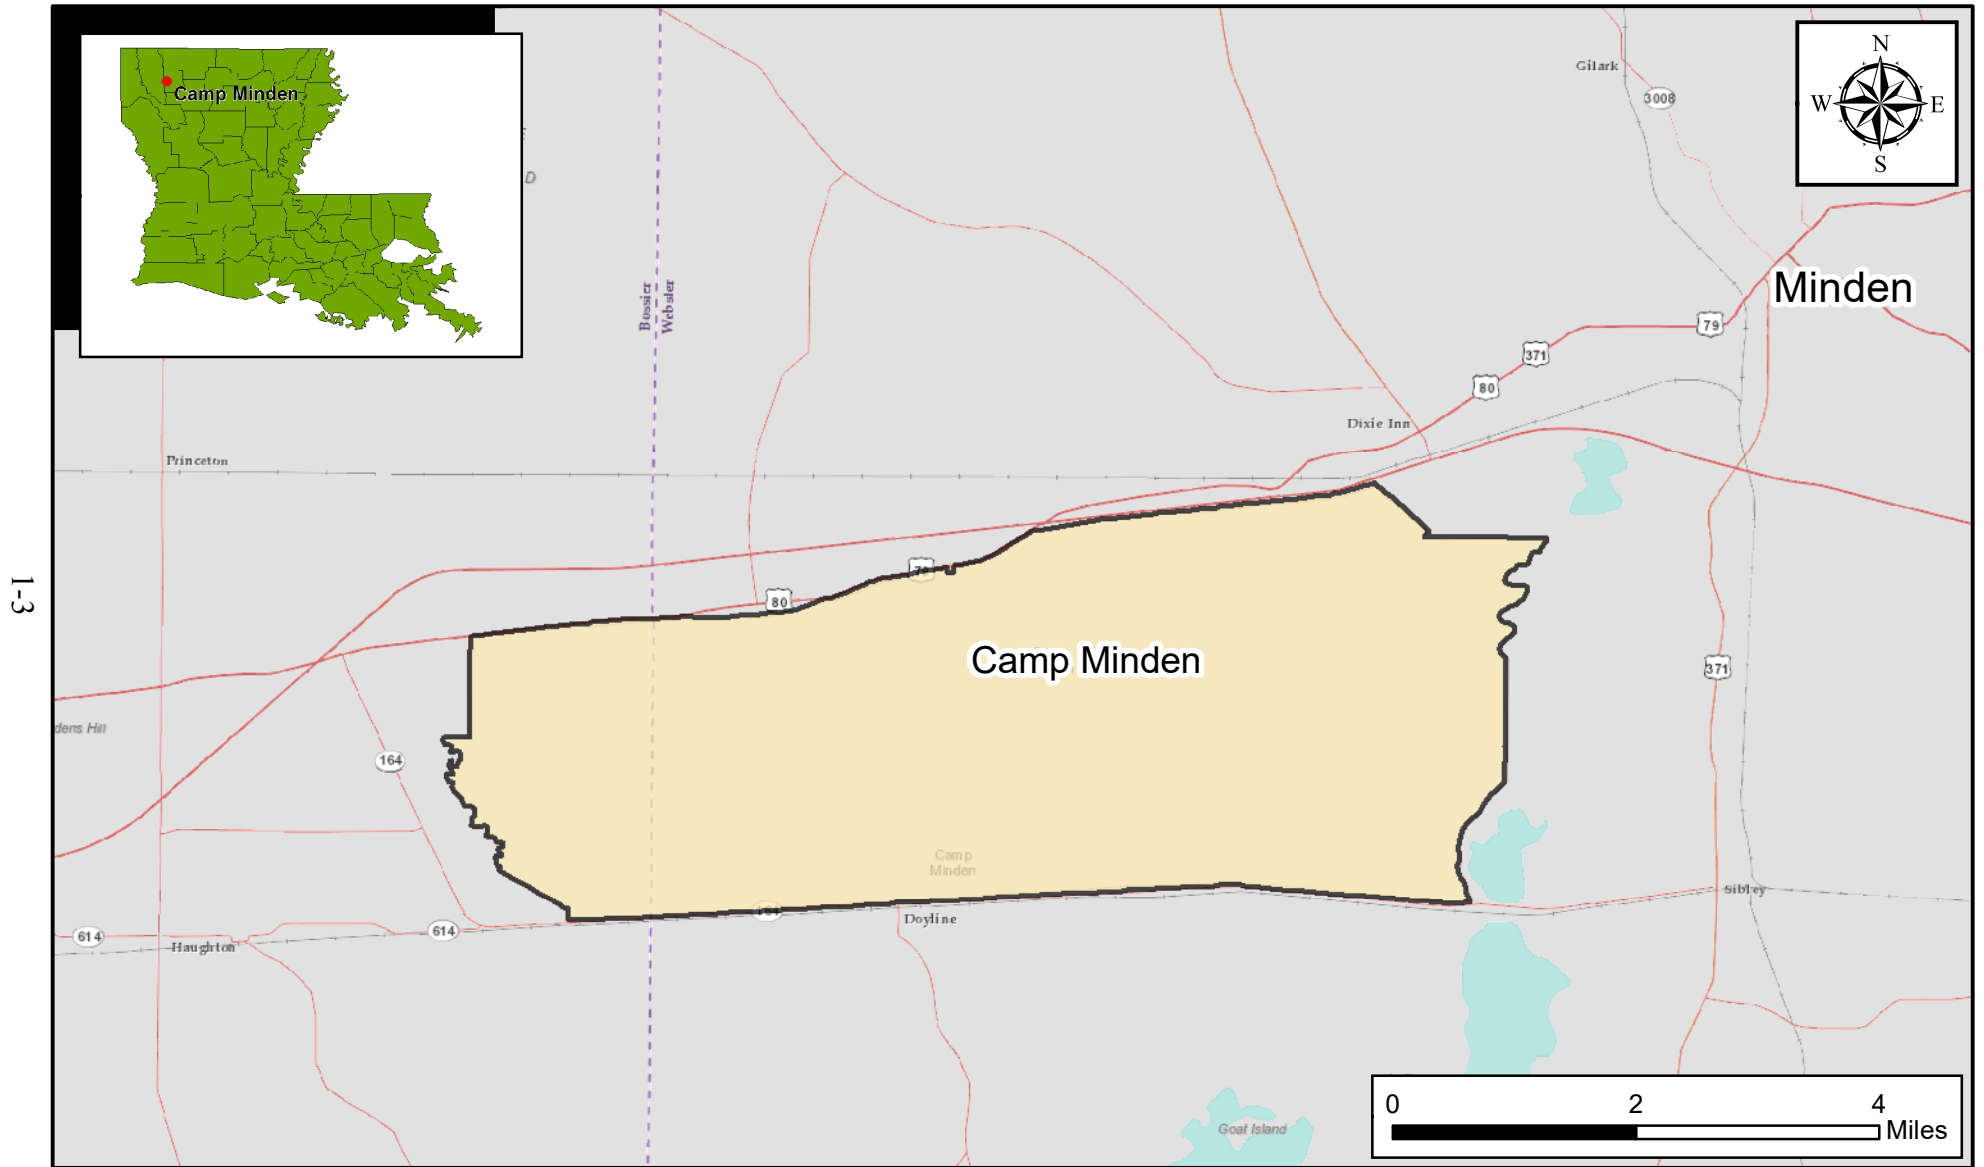 Camp Minden
D
Gilark
3008
N
W
E
S
Minden
Bossier
Webster
79
371
80
Dixie Inn
Princeton
79
80
Camp Minden
371
dens Hill
164
Camp
Minden
Sibley
Doyline
614
614
Haughton
Goat Island
0 2 4
Miles
1-3